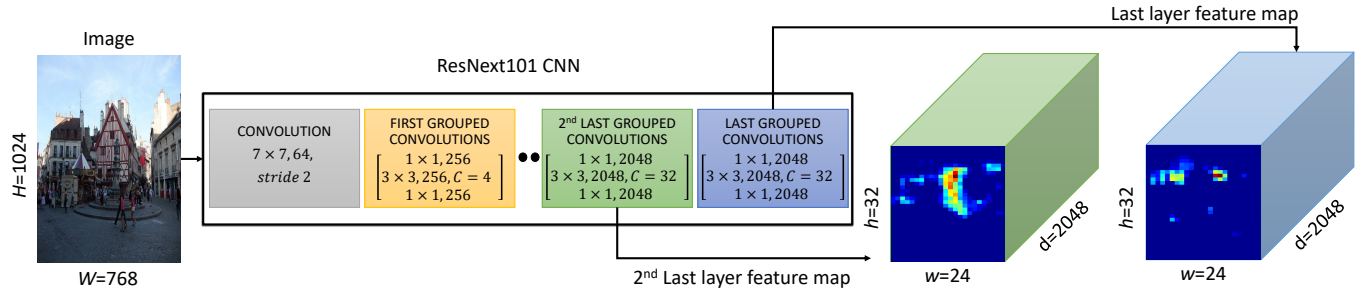 Last layer feature map
Image
ResNext101 CNN
H=1024
CONVOLUTION
7 × 7, 64,
stride 2
FIRST GROUPED
CONVOLUTIONS
1 × 1, 256
3 × 3, 256, C = 4
1 × 1, 256
2nd LAST GROUPED
CONVOLUTIONS
1 × 1, 2048
3 × 3, 2048, C = 32
1 × 1, 2048
LAST GROUPED
CONVOLUTIONS
1 × 1, 2048
3 × 3, 2048, C = 32
1 × 1, 2048
h=32
d=2048
h=32
d=2048
W=768
2nd Last layer feature map
w=24
w=24